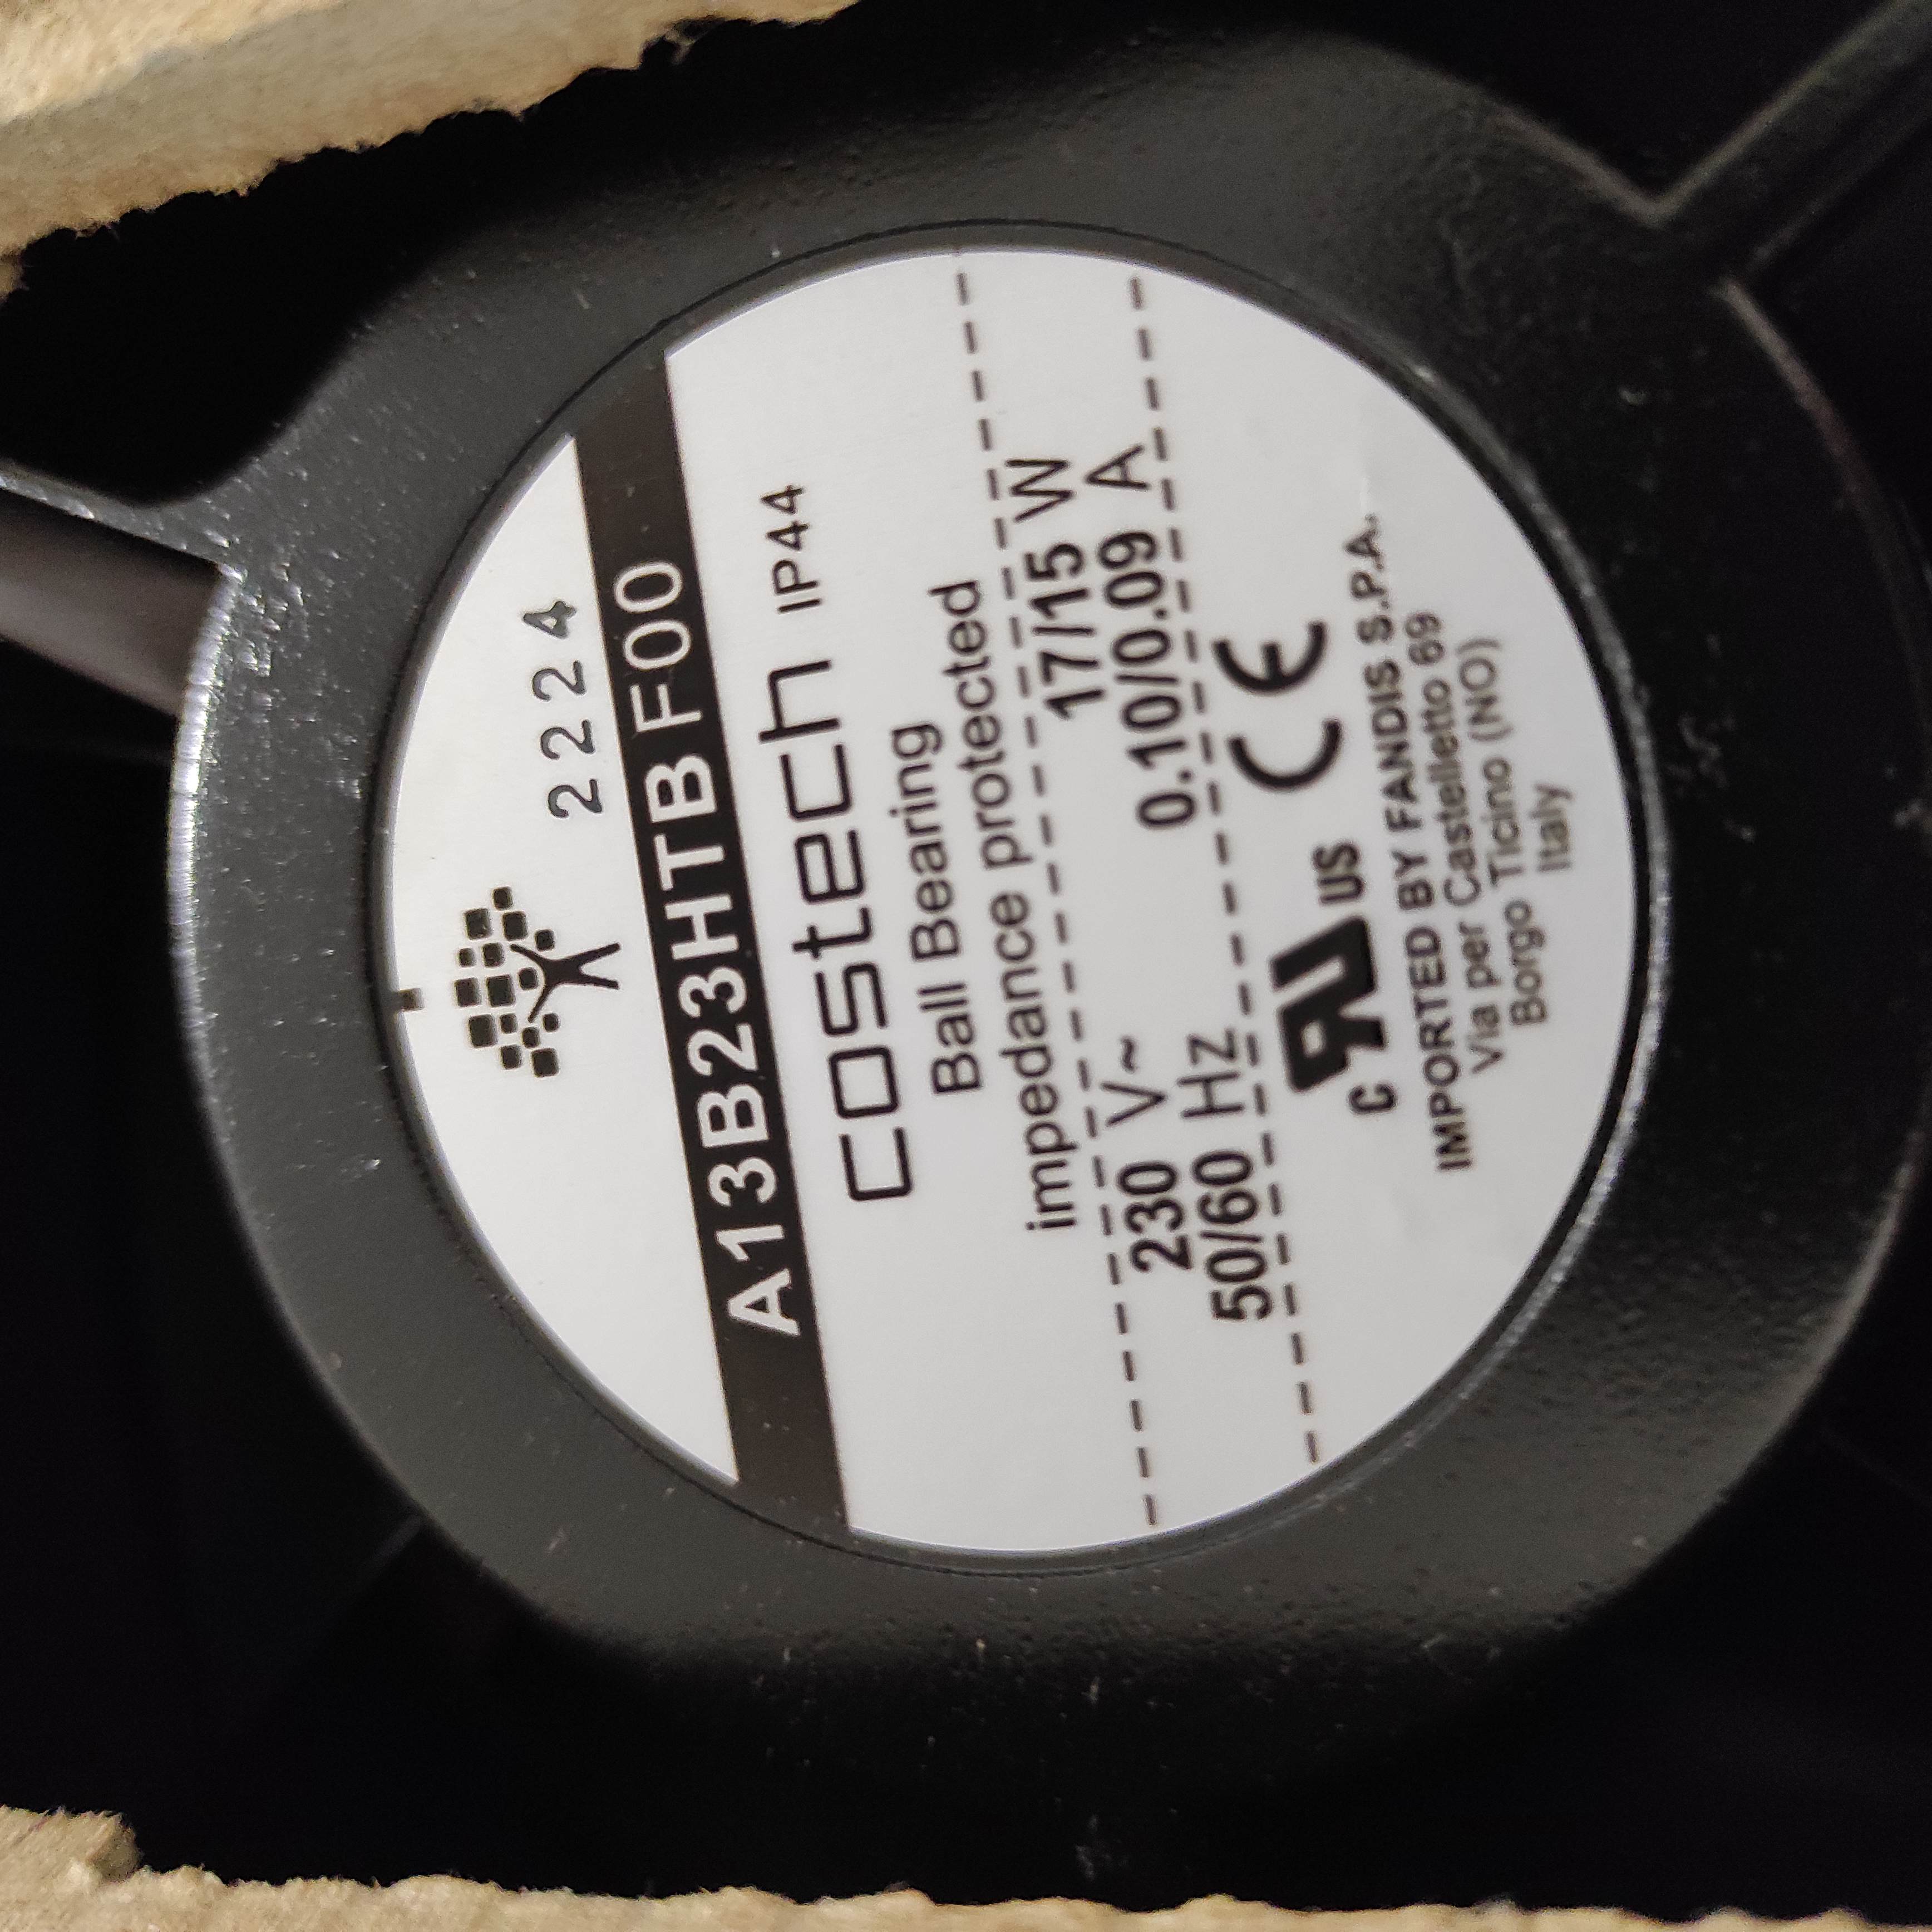 2224
A13B23HTB F00
costech IP44
Ball Bearing
impedance protected
230 V~ 17/15 W
50/60 Hz 0.10/0.09 A
c RU US CE
IMPORTED BY FANDIS S.P.A.
Via per Castelletto 69
Borgo Ticino (NO)
Italy